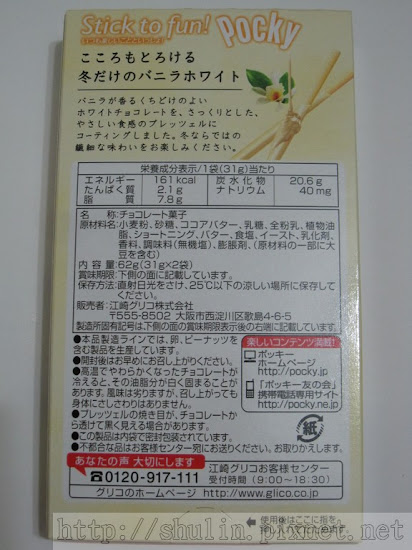 Stick to fun!
Pocky
こころもとろける
冬だけのバニラホワイト
バニラが香るくちどけのよい
ホワイトチョコレートを、さっくりとした、
やさしい食感のプレッツェルに
コーティングしました。冬ならではの
繊細な味わいをお楽しみください。
栄養成分表示/1袋(31g)当たり
エネルギー 161kcal 炭水化物 20.6g
たんぱく質 2.1g ナトリウム 40mg
脂質 7.8g
名称:チョコレート菓子
原材料名:小麦粉、砂糖、ココアバター、乳糖、全粉乳、植物油
脂、ショートニング、バター、食塩、イースト、乳化剤、
香料、調味料(無機塩)、膨脹剤、(原材料の一部に大
豆を含む)
内容量:62g(31g×2袋)
賞味期限:下側の面に記載しています。
保存方法:直射日光をさけ、25℃以下の涼しい場所に保存して
ください。
販売者:江崎グリコ株式会社
〒555-8502 大阪市西淀川区歌島4-6-5
製造所固有記号は、下側の面の賞味期限表示後の右端に記載しています。
●本品製造ラインでは、卵、ピーナッツを
含む製品を生産しています。
●開封後はお早めにお召し上がりください。
●高温でやわらかくなったチョコレートが
冷えると、その油脂分が白く固まることが
あります。風味は劣りますが、召し上がっても
身体にさしさわりありません。
●プレッツェルの焼き目が、チョコレートか
ら透けて黒く見える場合があります。
●この製品は内袋で密封包装されています。
●不都合な品はお客様センター宛にお送りください。お取りかえします。
楽しいコンテンツ満載!
ポッキー
ホームページ
http://pocky.jp
「ポッキー友の会」
携帯電話専用サイト
http://pocky.ne.jp
紙
あなたの声 大切にします
0120-917-111
江崎グリコお客様センター
受付時間(9:00~18:30)
グリコのホームページ http://www.glico.co.jp
使用後はここに指を
http://shulin.pixnet.net/